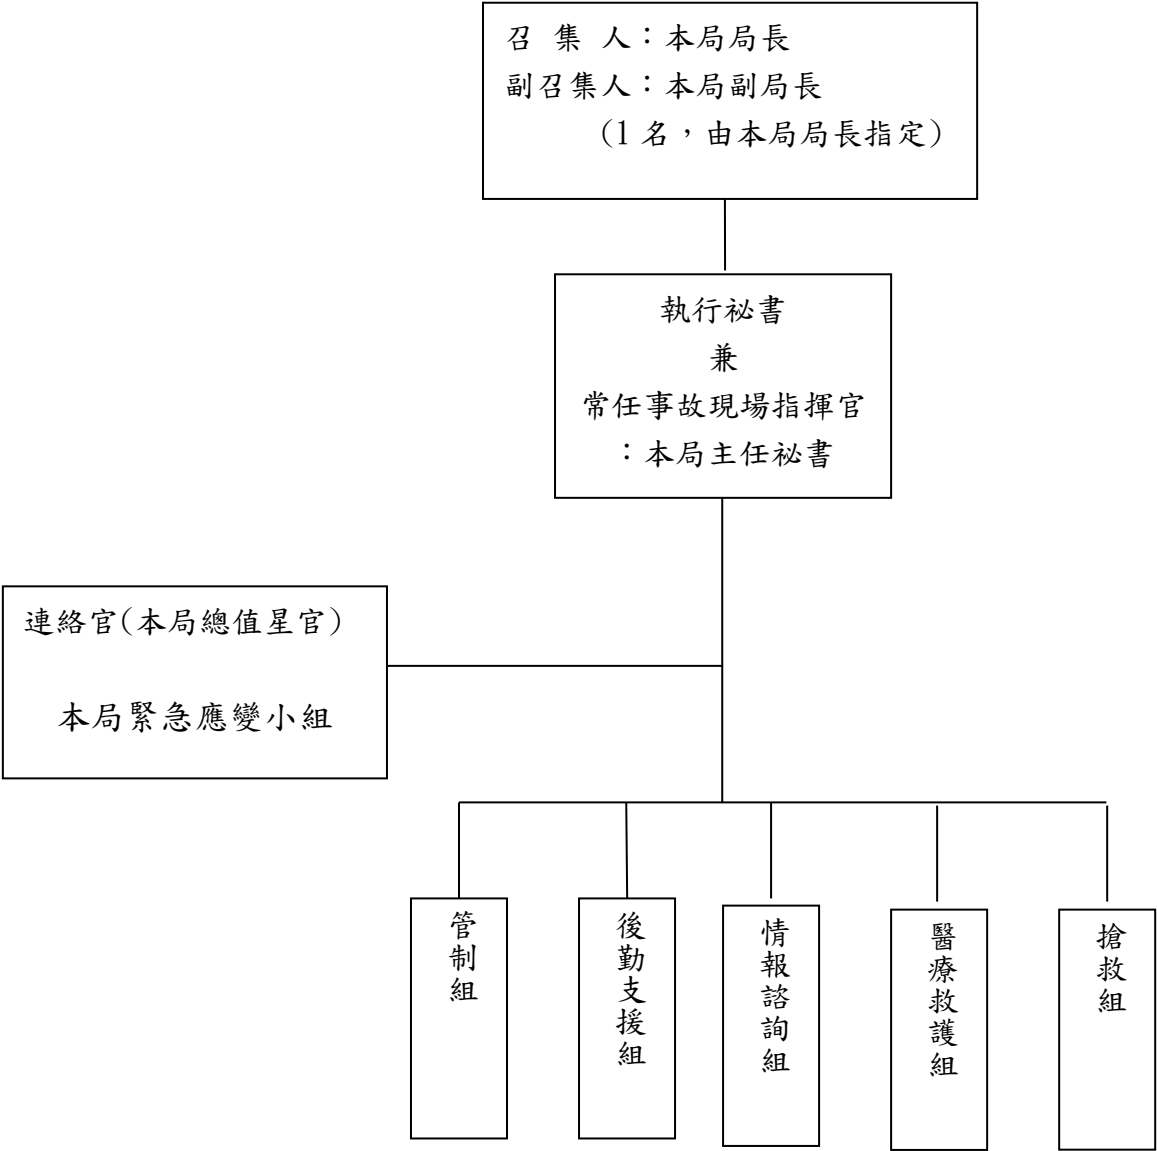 召 集 人：本局局長
副召集人：本局副局長
(1 名，由本局局長指定)
執行祕書
兼
常任事故現場指揮官
：本局主任祕書
連絡官(本局總值星官)
本局緊急應變小組
管制組
後勤支援組
情報諮詢組
醫療救護組
搶救組